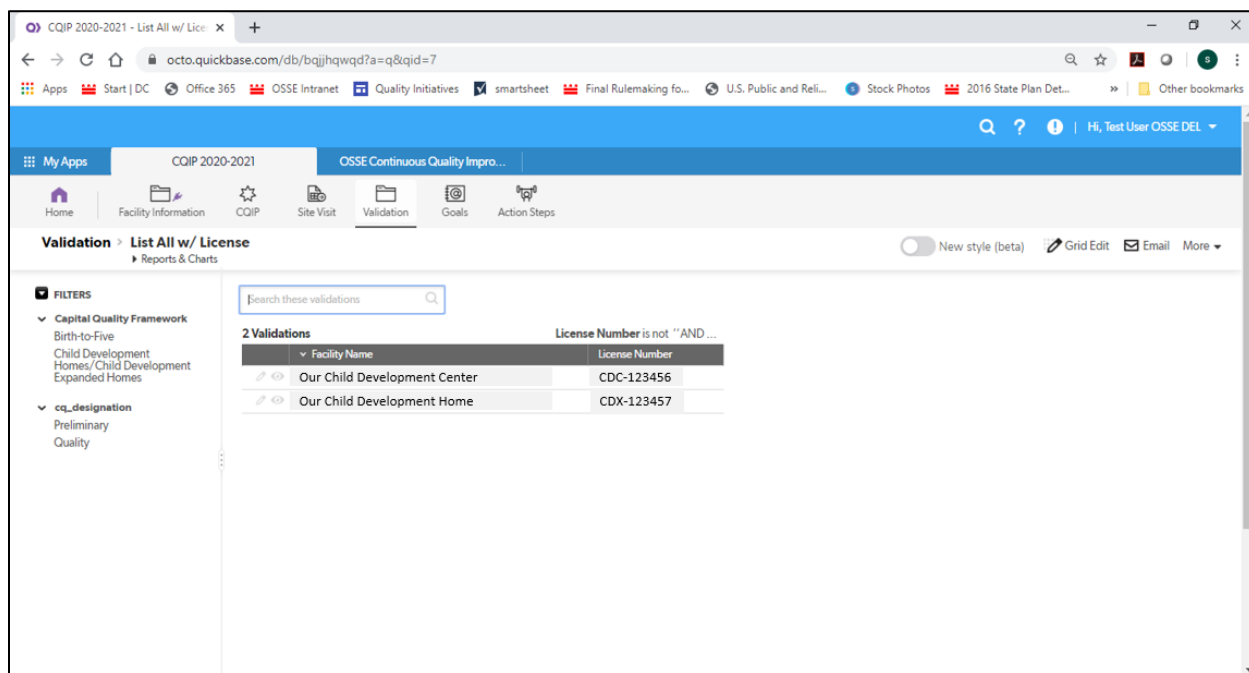 CQIP 2020-2021 - List All w/ Lice
octo.quickbase.com/db/bqjjhqwqd?a=q&qid=7
Apps Start | DC Office 365 OSSE Intranet Quality Initiatives smartsheet Final Rulemaking fo... U.S. Public and Reli... Stock Photos 2016 State Plan Det... » Other bookmarks
Hi, Test User OSSE DEL
My Apps CQIP 2020-2021 OSSE Continuous Quality Impro...
Home Facility Information CQIP Site Visit Validation Goals Action Steps
Validation > List All w/ License
New style (beta) Grid Edit Email More
Reports & Charts
FILTERS
Search these validations
Capital Quality Framework
Birth-to-Five
Child Development
Homes/Child Development
Expanded Homes
cq_designation
Preliminary
Quality
2 Validations License Number is not "AND ...
Facility Name License Number
Our Child Development Center CDC-123456
Our Child Development Home CDX-123457